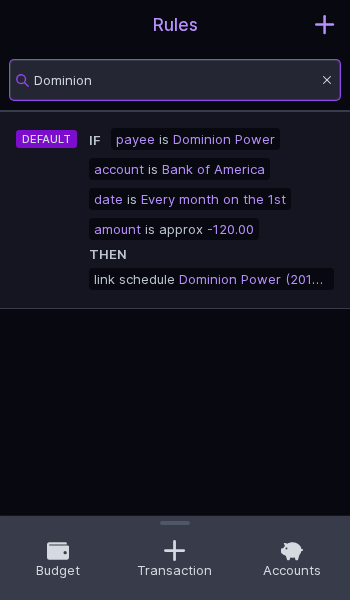 Rules
Dominion
DEFAULT
IF payee is Dominion Power
account is Bank of America
date is Every month on the 1st
amount is approx -120.00
THEN
link schedule Dominion Power (201...
Budget
Transaction
Accounts